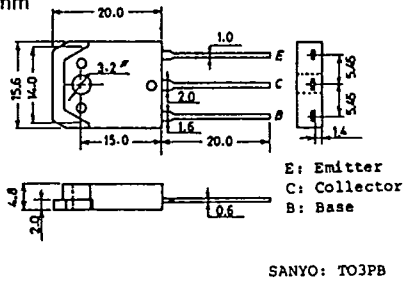 mm
20.0
1.0
E
3.2ø
C
15.6
14.0
2.0
5.45
5.45
B
1.6
15.0
20.0
1.4
4.8
2.0
0.6
E: Emitter
C: Collector
B: Base
SANYO: TO3PB